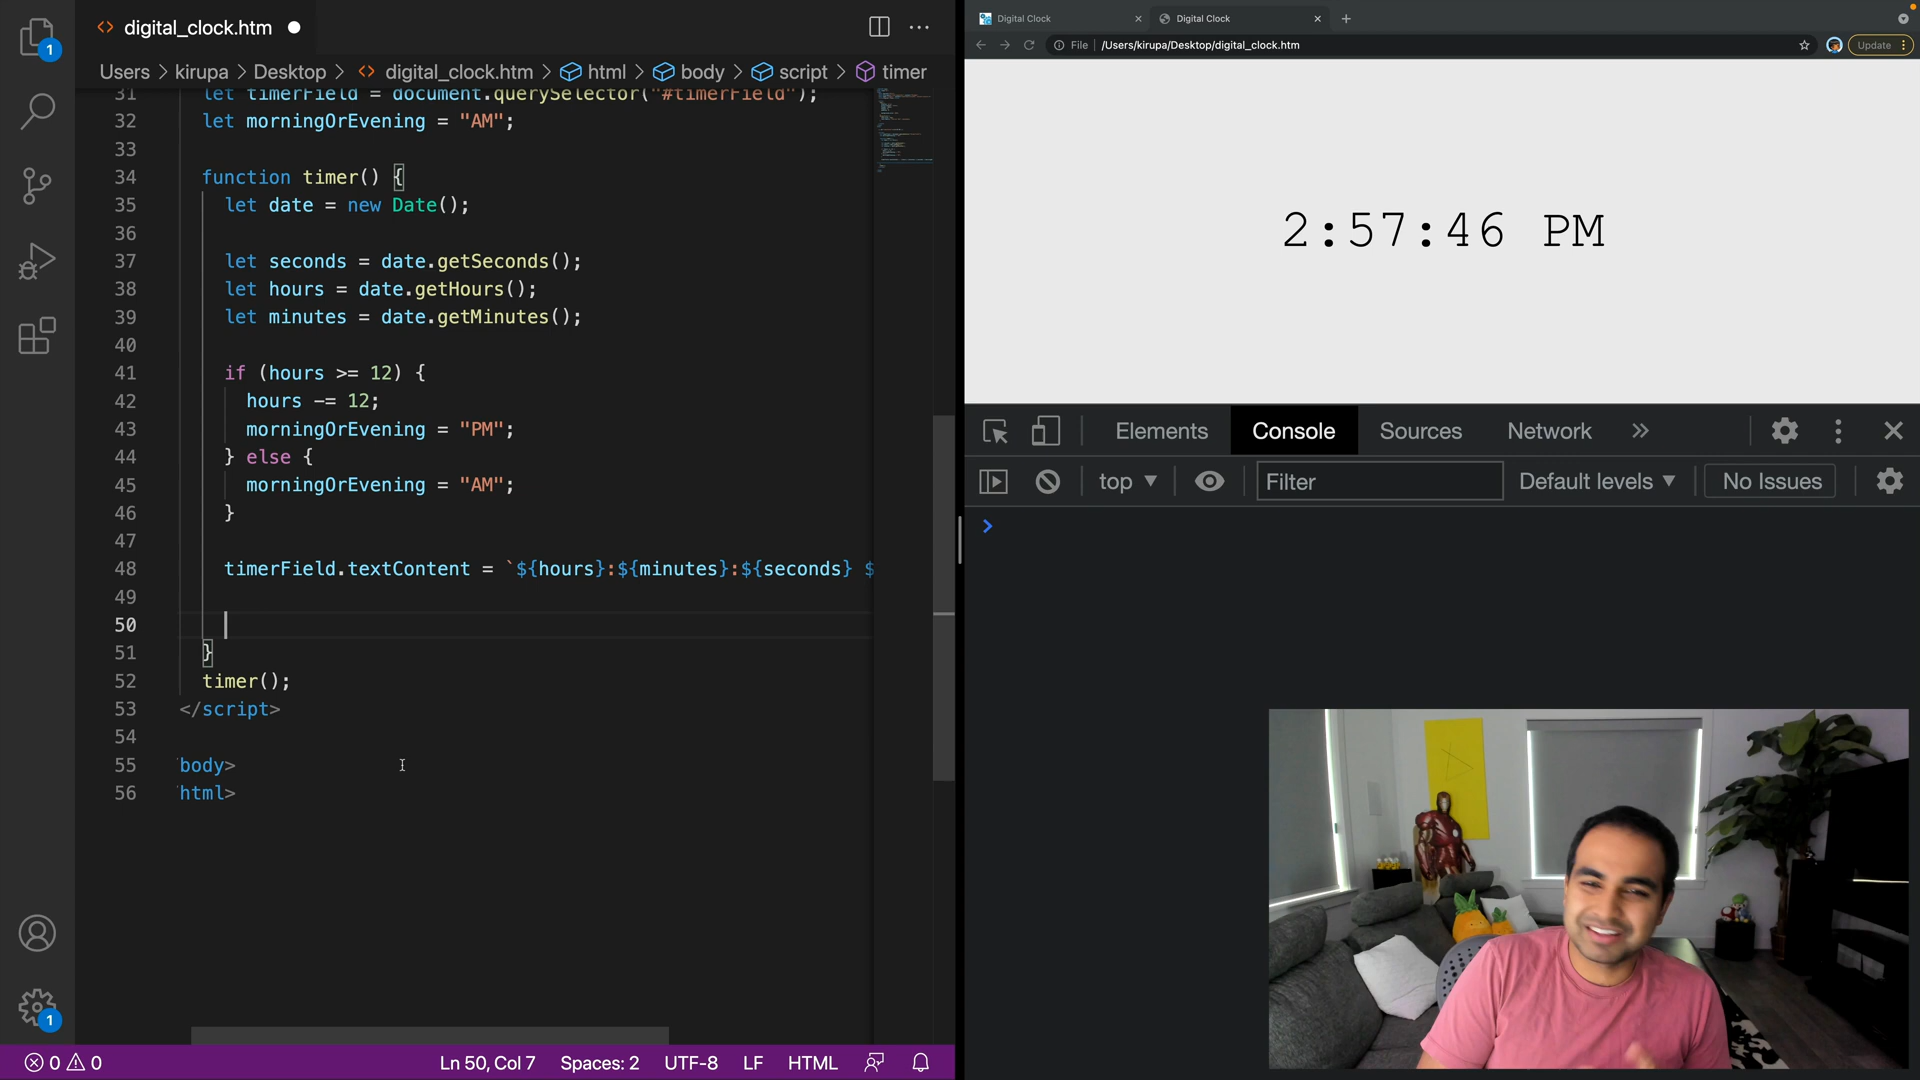 digital_clock.htm
Users > kirupa > Desktop > digital_clock.htm > html > body > script > timer
31 let timerField = document.querySelector("#timerField");
32 let morningOrEvening = "AM";
33
34 function timer() {
35 let date = new Date();
36
37 let seconds = date.getSeconds();
38 let hours = date.getHours();
39 let minutes = date.getMinutes();
40
41 if (hours >= 12) {
42 hours -= 12;
43 morningOrEvening = "PM";
44 } else {
45 morningOrEvening = "AM";
46 }
47
48 timerField.textContent = `${hours}:${minutes}:${seconds} $
49
50
51 }
52 timer();
53 </script>
54
55 body>
56 html>
1
1
0 0
Ln 50, Col 7 Spaces: 2 UTF-8 LF HTML
Digital Clock
Digital Clock
File | /Users/kirupa/Desktop/digital_clock.htm
Update
2:57:46 PM
Elements Console Sources Network
top Filter Default levels No Issues